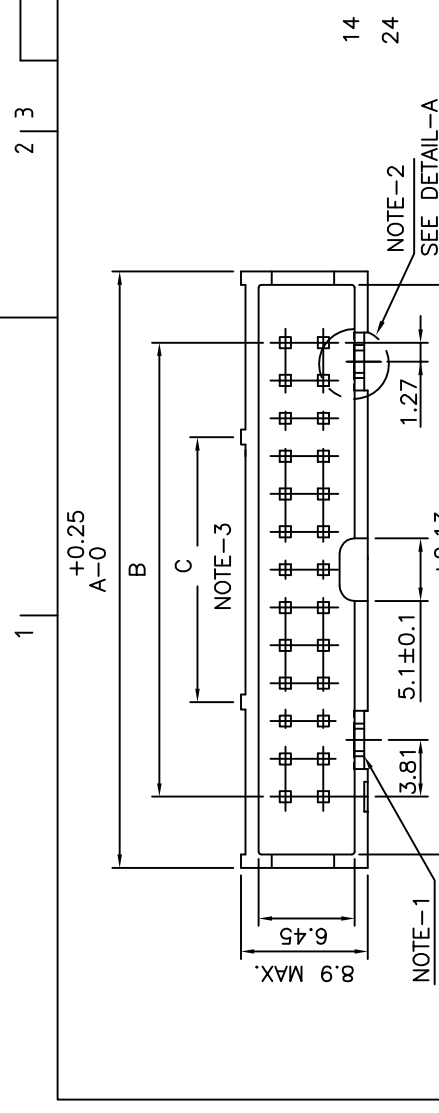 1
2
3
+0.25
A-0
B
C
NOTE-3
14
24
NOTE-2
SEE DETAIL-A
1.27
5.1±0.1
3.81
6.45
8.9 MAX.
NOTE-1